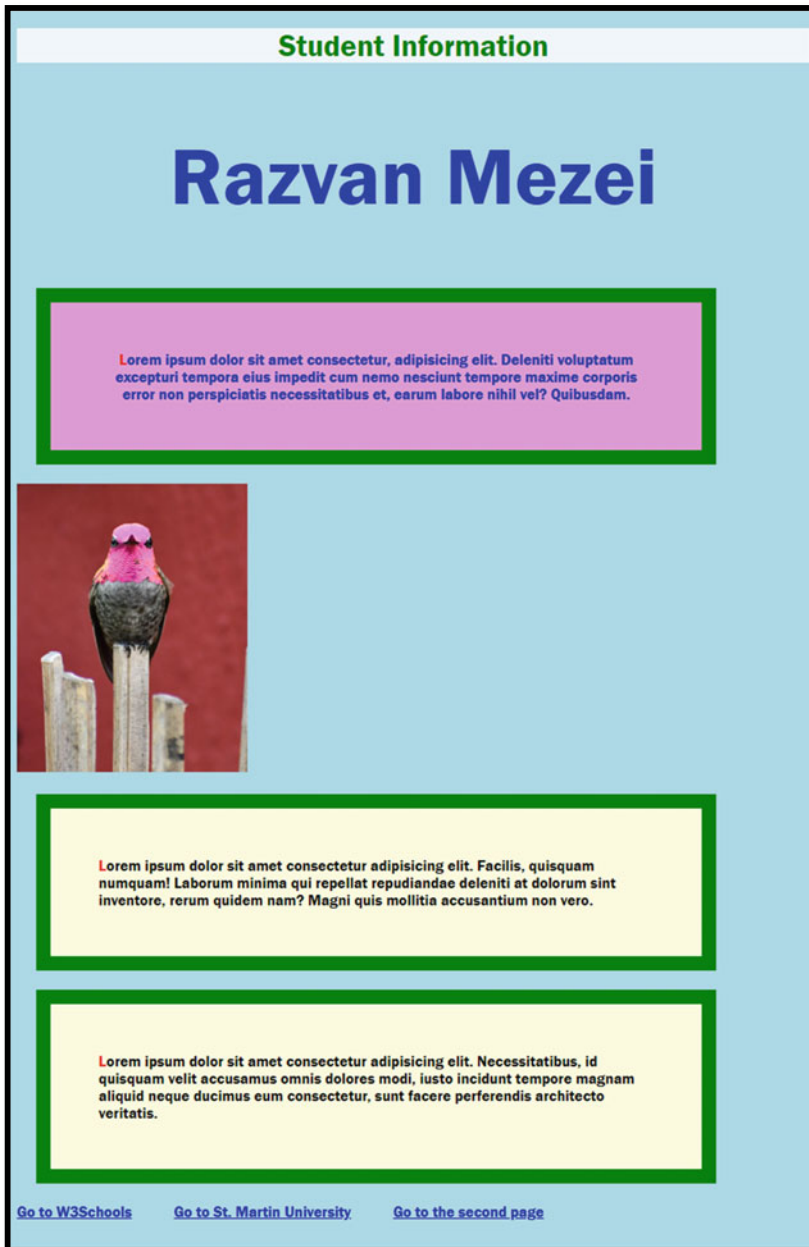 Student Information
Razvan Mezei
Lorem ipsum dolor sit amet consectetur, adipisicing elit. Deleniti voluptatum
excepturi tempora eius impedit cum nemo nesciunt tempore maxime corporis
error non perspiciatis necessitatibus et, earum labore nihil vel? Quibusdam.
Lorem ipsum dolor sit amet consectetur adipisicing elit. Facilis, quisquam
numquam! Laborum minima qui repellat repudiandae deleniti at dolorum sint
inventore, rerum quidem nam? Magni quis mollitia accusantium non vero.
Lorem ipsum dolor sit amet consectetur adipisicing elit. Necessitatibus, id
quisquam velit accusamus omnis dolores modi, iusto incidunt tempore magnam
aliquid neque ducimus eum consectetur, sunt facere perferendis architecto
veritatis.
Go to W3Schools Go to St. Martin University Go to the second page